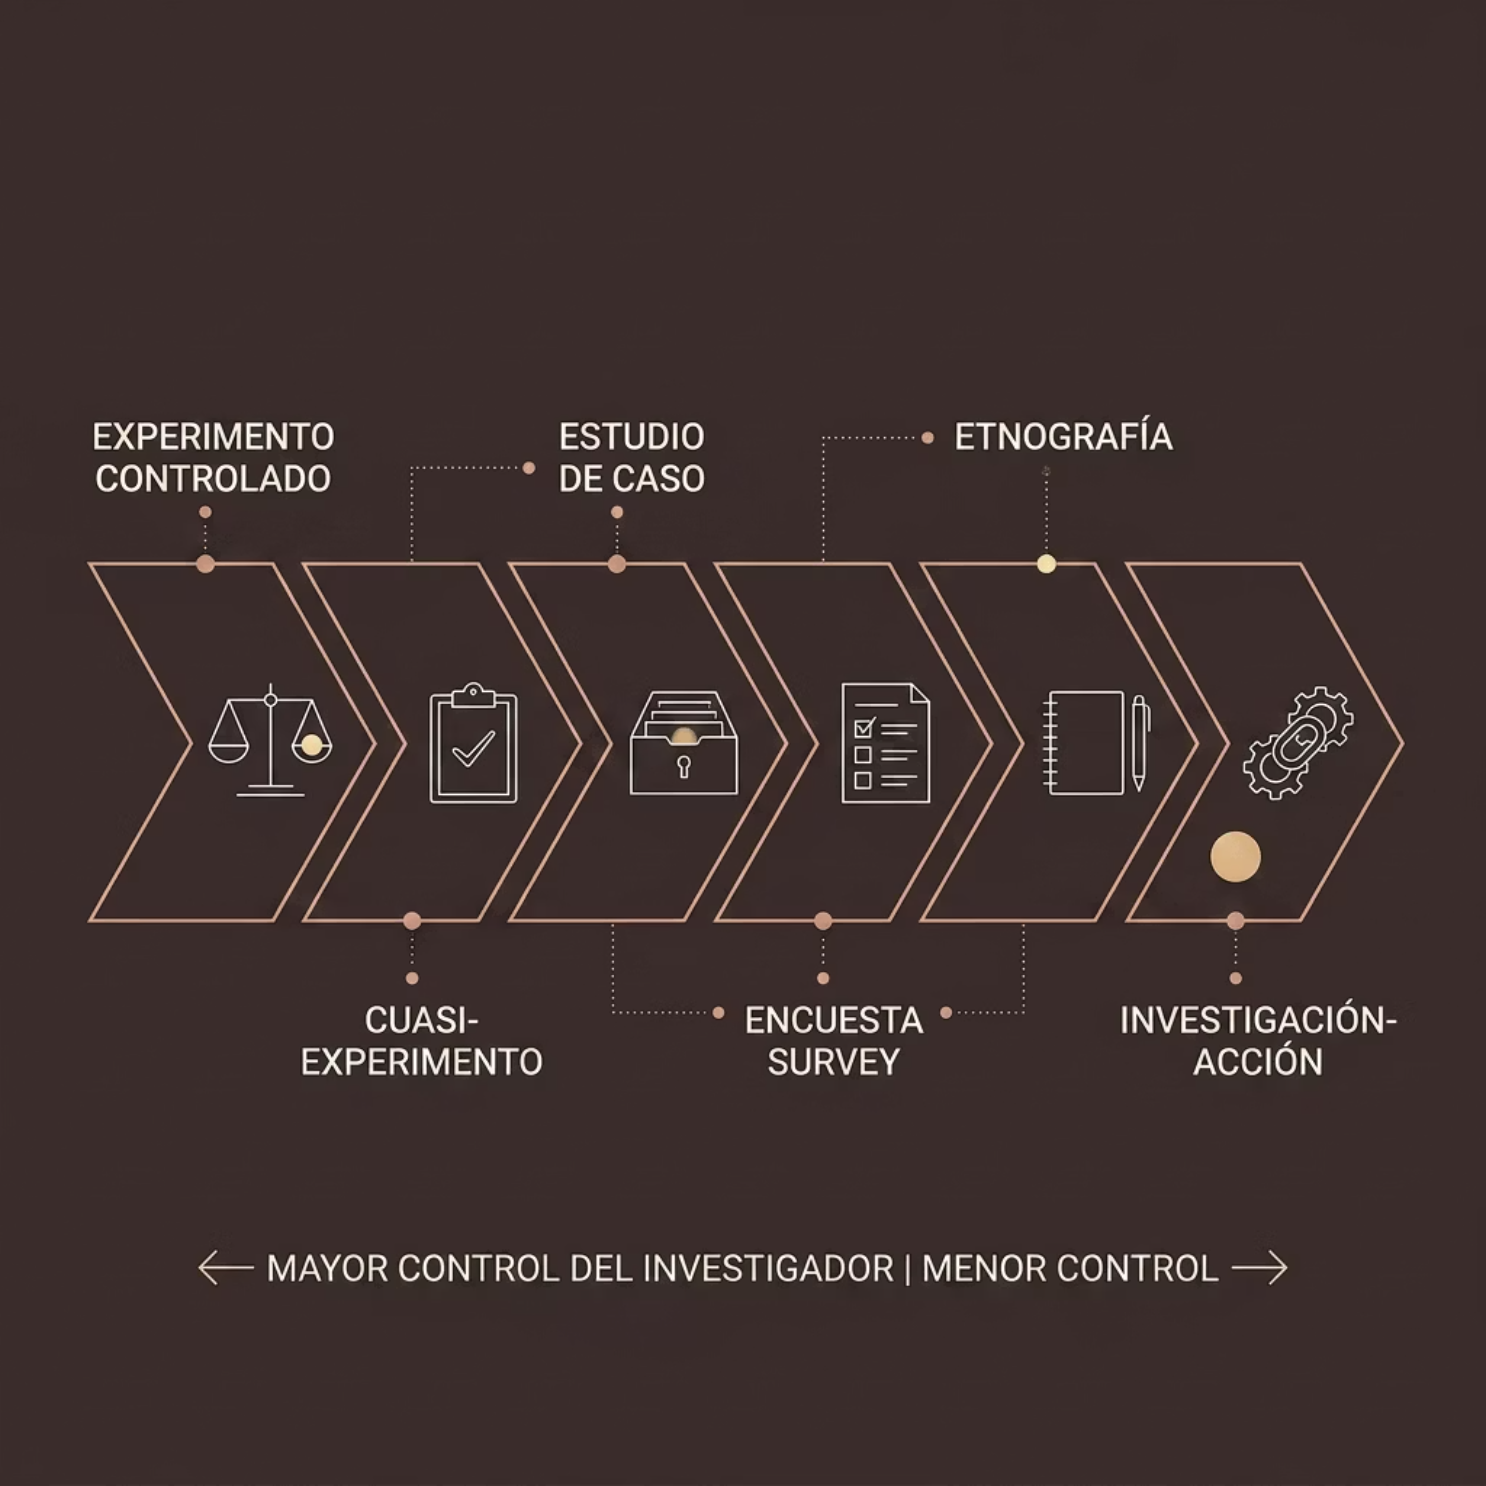 EXPERIMENTO
CONTROLADO
ESTUDIO
DE CASO
ETNOGRAFÍA
CUASI-
EXPERIMENTO
ENCUESTA
SURVEY
INVESTIGACIÓN-
ACCIÓN
MAYOR CONTROL DEL INVESTIGADOR | MENOR CONTROL